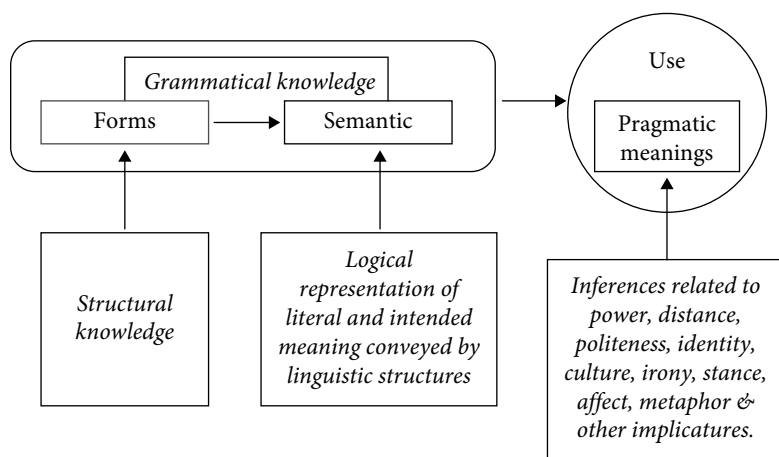 Grammatical knowledge
Forms
Semantic
Use
Pragmatic
meanings
Structural
knowledge
Logical
representation of
literal and intended
meaning conveyed by
linguistic structures
Inferences related to
power, distance,
politeness, identity,
culture, irony, stance,
affect, metaphor &
other implicatures.